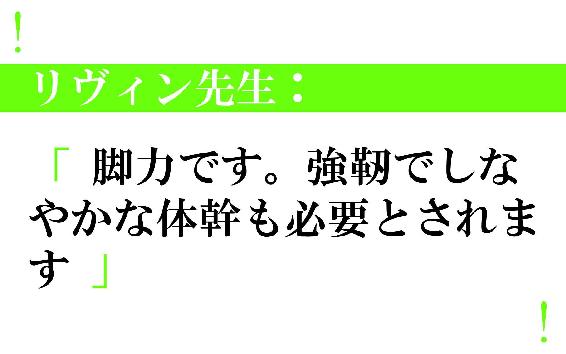 !
リヴィン先生：
「 脚力です。強靭でしな
やかな体幹も必要とされま
す 」
!